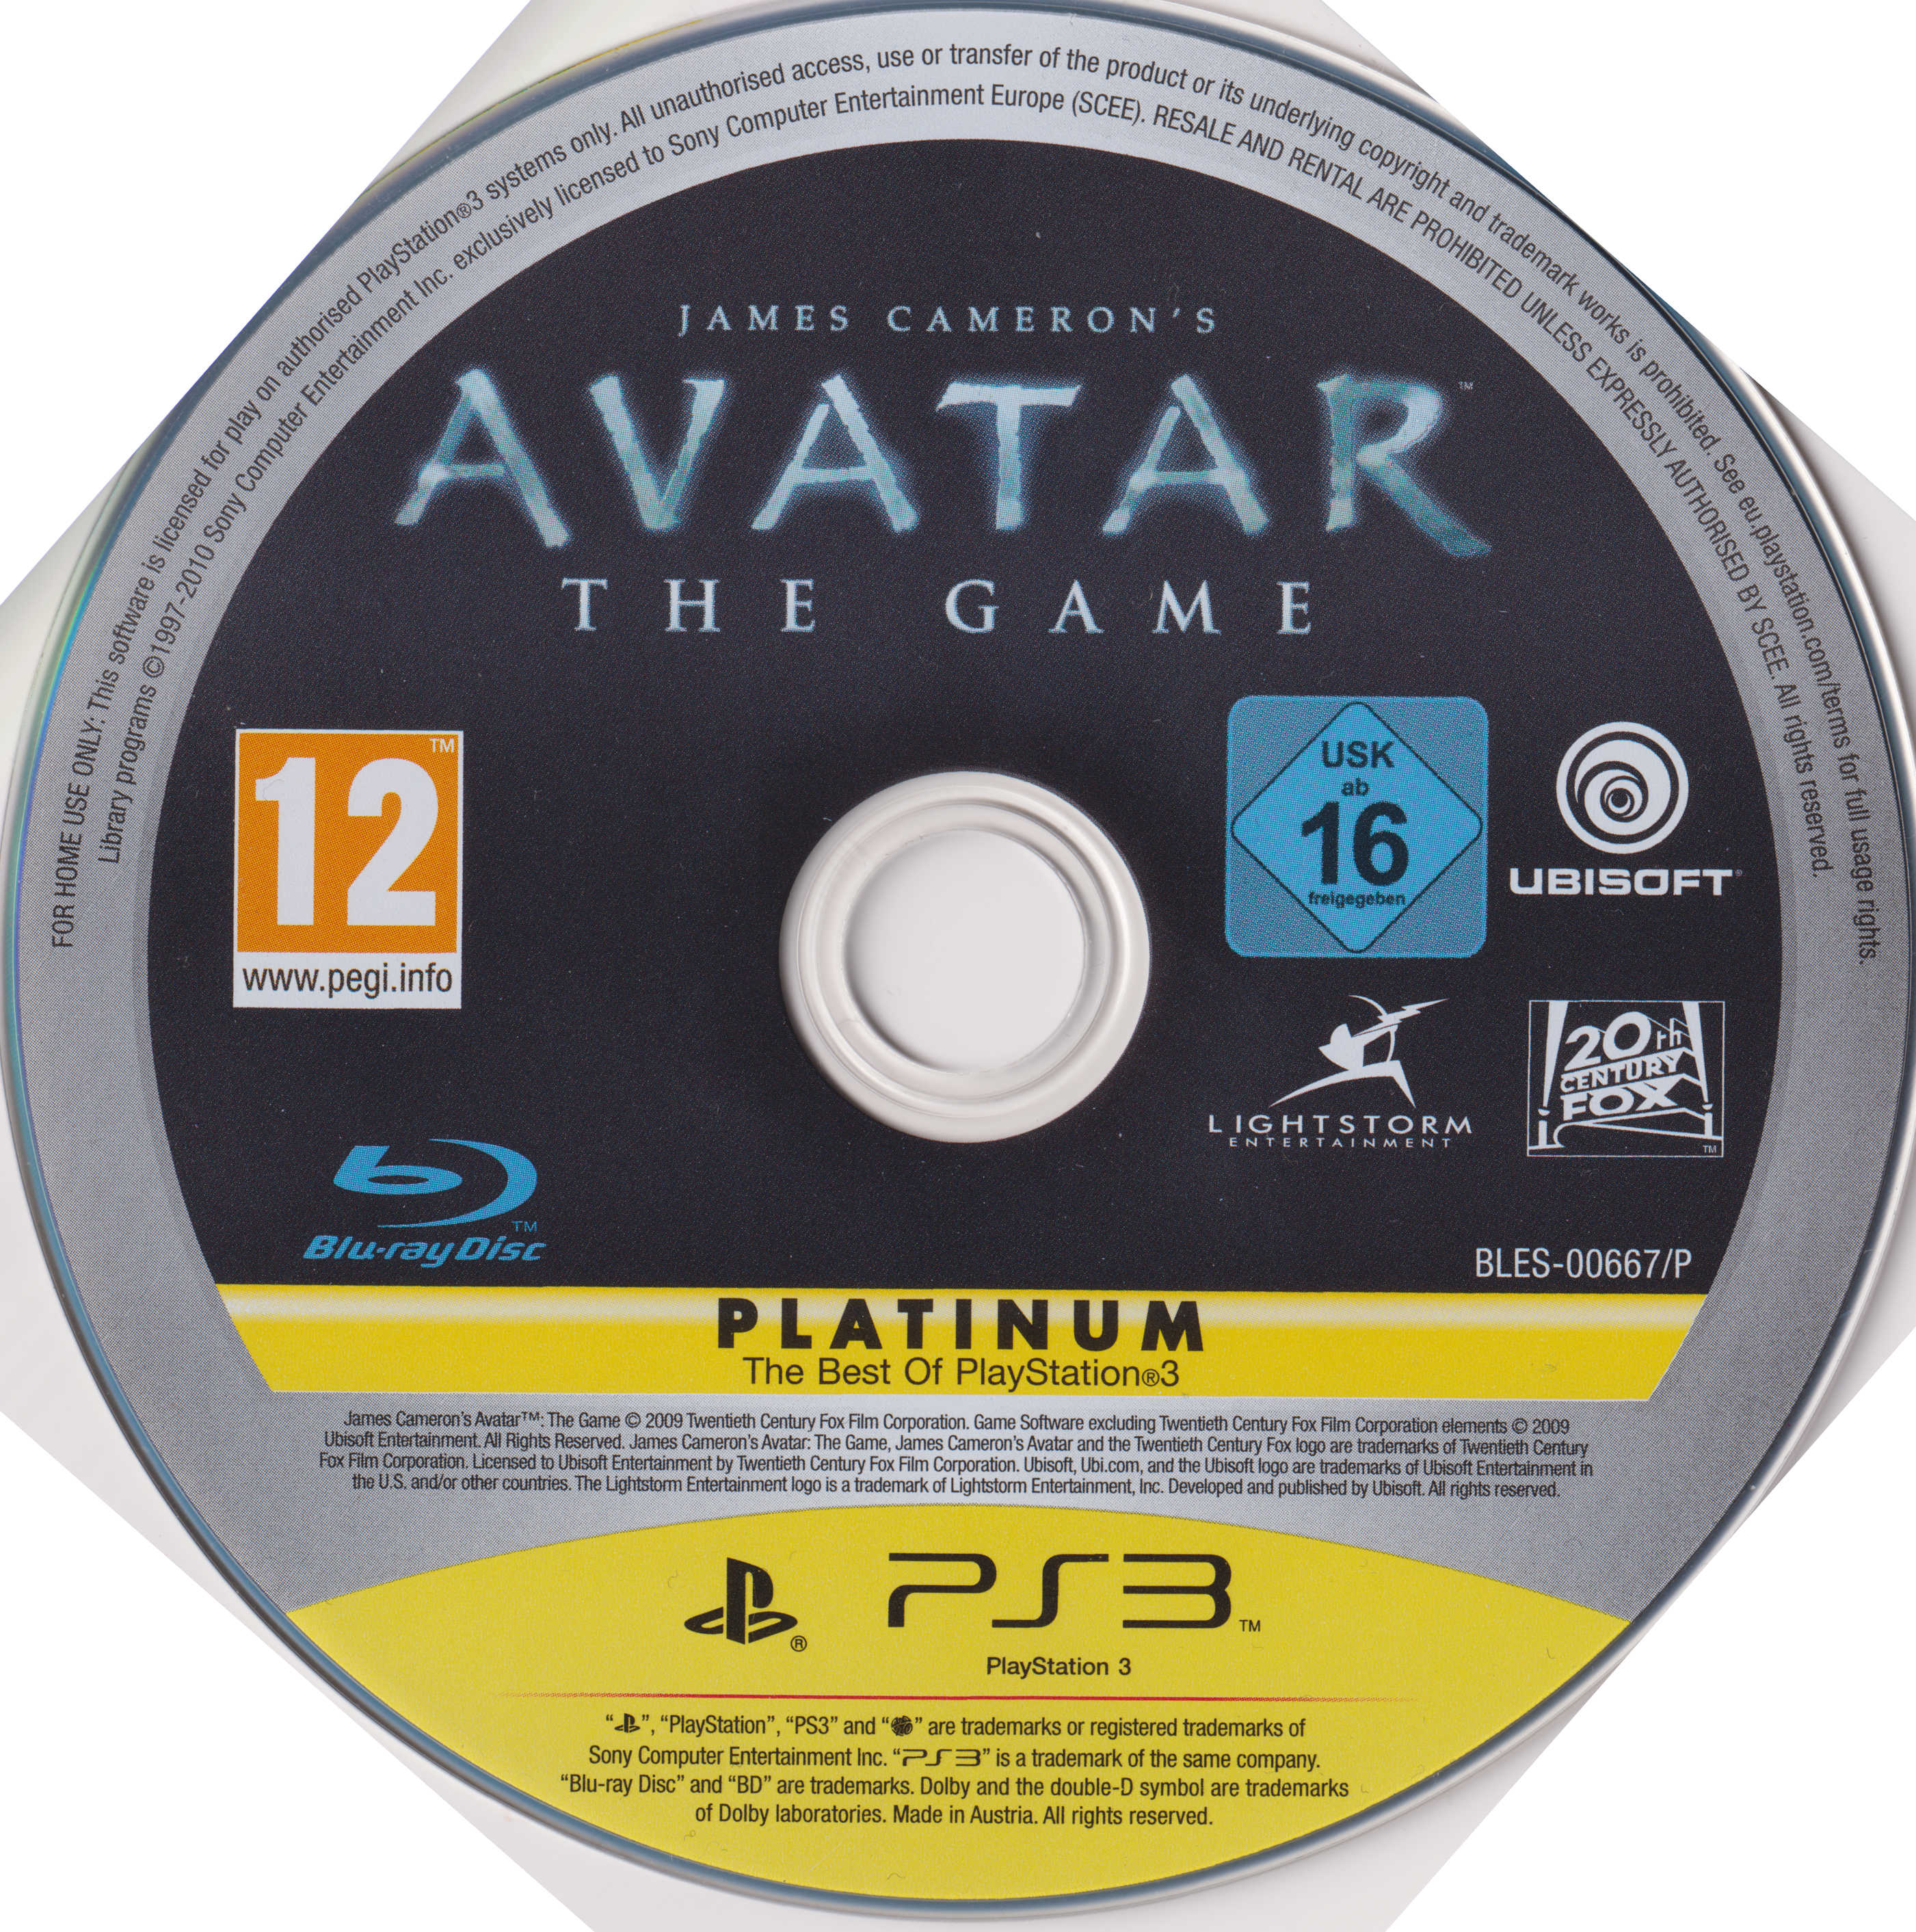 FOR HOME USE ONLY: This software is licensed for play on authorised PlayStation®3 systems only. All unauthorised access, use or transfer of the product or its underlying copyright and trademark works is prohibited. See eu.playstation.com/terms for full usage rights.
Library programs ©1997-2010 Sony Computer Entertainment Inc. exclusively licensed to Sony Computer Entertainment Europe (SCEE). RESALE AND RENTAL ARE PROHIBITED UNLESS EXPRESSLY AUTHORISED BY SCEE. All rights reserved.
JAMES CAMERON'S
AVATAR™
THE GAME
12™
www.pegi.info
USK
ab
16
freigegeben
UBISOFT®
LIGHTSTORM
ENTERTAINMENT
20th
CENTURY
FOX
TM
TM
Blu-ray Disc
BLES-00667/P
PLATINUM
The Best Of PlayStation®3
James Cameron's Avatar™: The Game © 2009 Twentieth Century Fox Film Corporation. Game Software excluding Twentieth Century Fox Film Corporation elements © 2009
Ubisoft Entertainment. All Rights Reserved. James Cameron's Avatar: The Game, James Cameron's Avatar and the Twentieth Century Fox logo are trademarks of Twentieth Century
Fox Film Corporation. Licensed to Ubisoft Entertainment by Twentieth Century Fox Film Corporation. Ubisoft, Ubi.com, and the Ubisoft logo are trademarks of Ubisoft Entertainment in
the U.S. and/or other countries. The Lightstorm Entertainment logo is a trademark of Lightstorm Entertainment, Inc. Developed and published by Ubisoft. All rights reserved.
® PS3™
PlayStation 3
“ ”, “PlayStation”, “PS3” and “ ” are trademarks or registered trademarks of
Sony Computer Entertainment Inc. “PS3” is a trademark of the same company.
“Blu-ray Disc” and “BD” are trademarks. Dolby and the double-D symbol are trademarks
of Dolby laboratories. Made in Austria. All rights reserved.